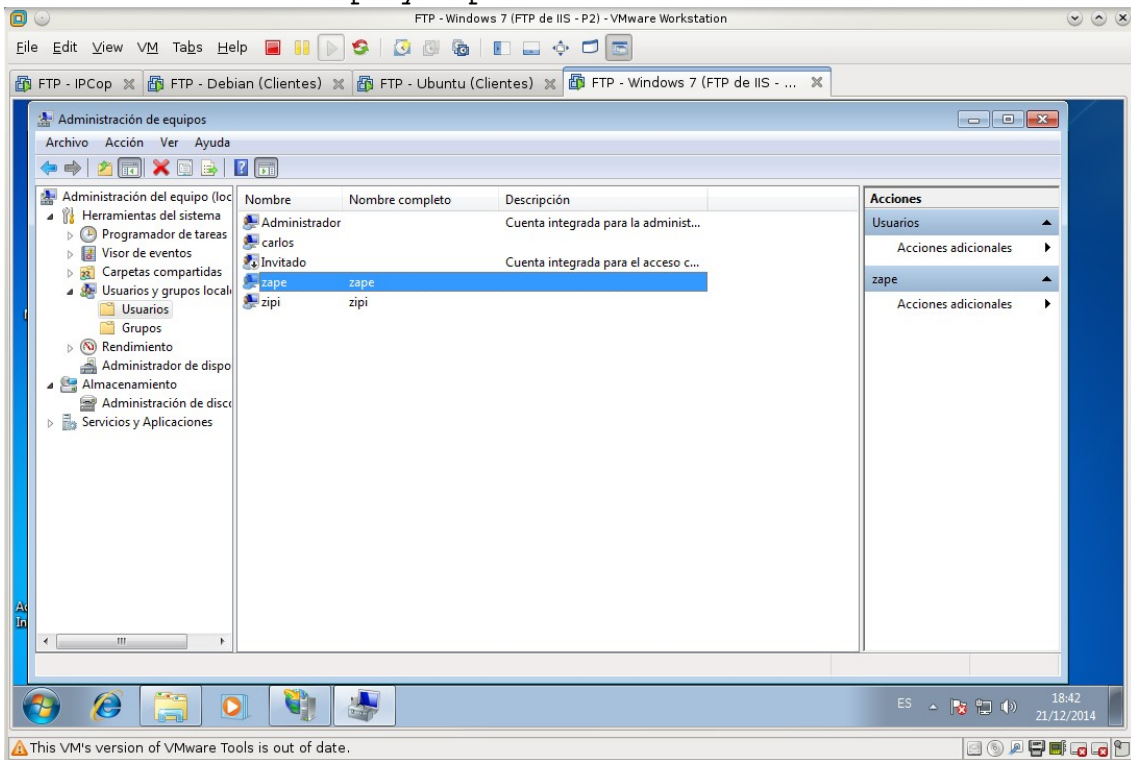 FTP - Windows 7 (FTP de IIS - P2) - VMware Workstation
File Edit View VM Tabs Help
FTP - IPCop
FTP - Debian (Clientes)
FTP - Ubuntu (Clientes)
FTP - Windows 7 (FTP de IIS - ...
Administración de equipos
Archivo Acción Ver Ayuda
Administración del equipo (loc
Herramientas del sistema
Programador de tareas
Visor de eventos
Carpetas compartidas
Usuarios y grupos local
Usuarios
Grupos
Rendimiento
Administrador de dispo
Almacenamiento
Administración de disc
Servicios y Aplicaciones
Nombre Nombre completo Descripción
Administrador Cuenta integrada para la administ...
carlos
Invitado Cuenta integrada para el acceso c...
zape zape
zipi zipi
Acciones
Usuarios
Acciones adicionales
zape
Acciones adicionales
ES
18:42
21/12/2014
This VM's version of VMware Tools is out of date.